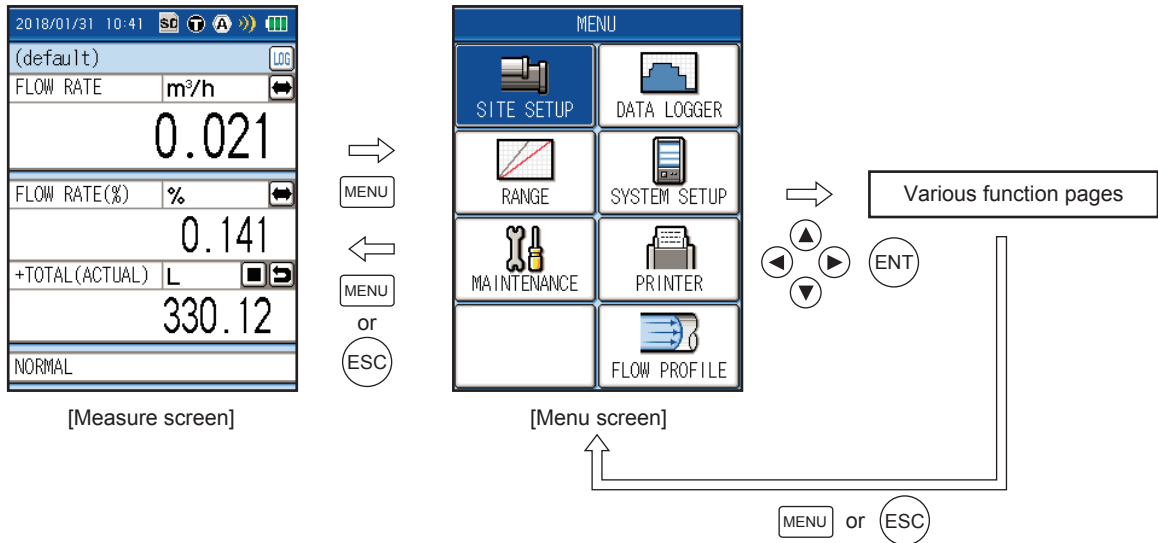 2018/01/31 10:41 SD T A
(default) LOG
FLOW RATE m³/h
0.021
FLOW RATE(%) %
0.141
+TOTAL(ACTUAL) L
330.12
NORMAL
[Measure screen]
MENU
MENU
or
ESC
MENU
SITE SETUP DATA LOGGER
RANGE SYSTEM SETUP
MAINTENANCE PRINTER
FLOW PROFILE
[Menu screen]
ENT
Various function pages
MENU or ESC